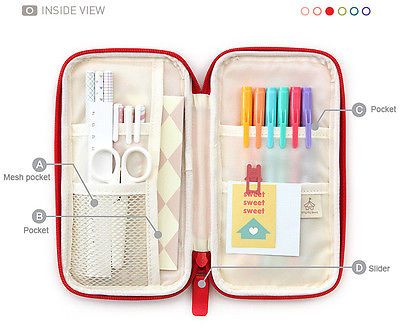 INSIDE VIEW
C
Pocket
A
Mesh pocket
B
Pocket
sweet
sweet
sweet
D
Slider